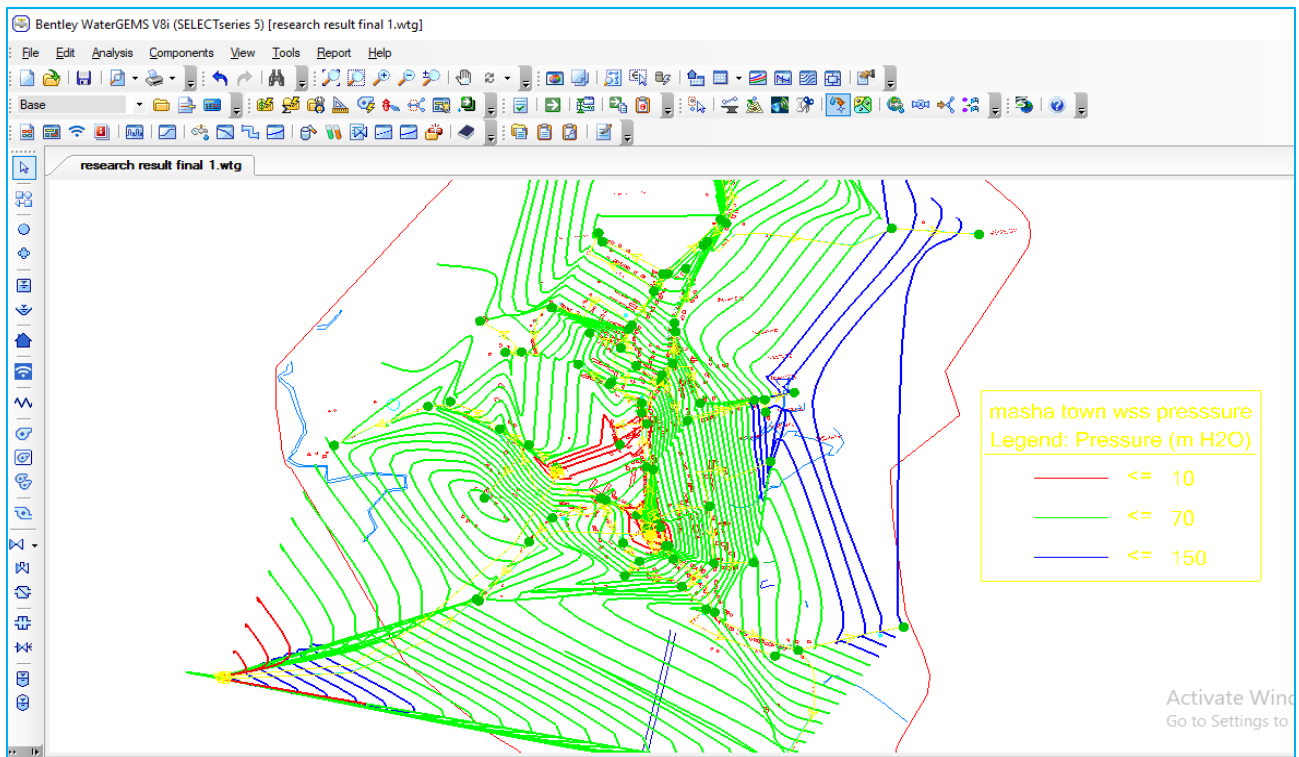 Bentley WaterGEMS V8i (SELECTseries 5) [research result final 1.wtg]
File Edit Analysis Components View Tools Report Help
Base
research result final 1.wtg
masha town wss presssure
Legend: Pressure (m H2O)
<= 10
<= 70
<= 150
Activate Winc
Go to Settings to